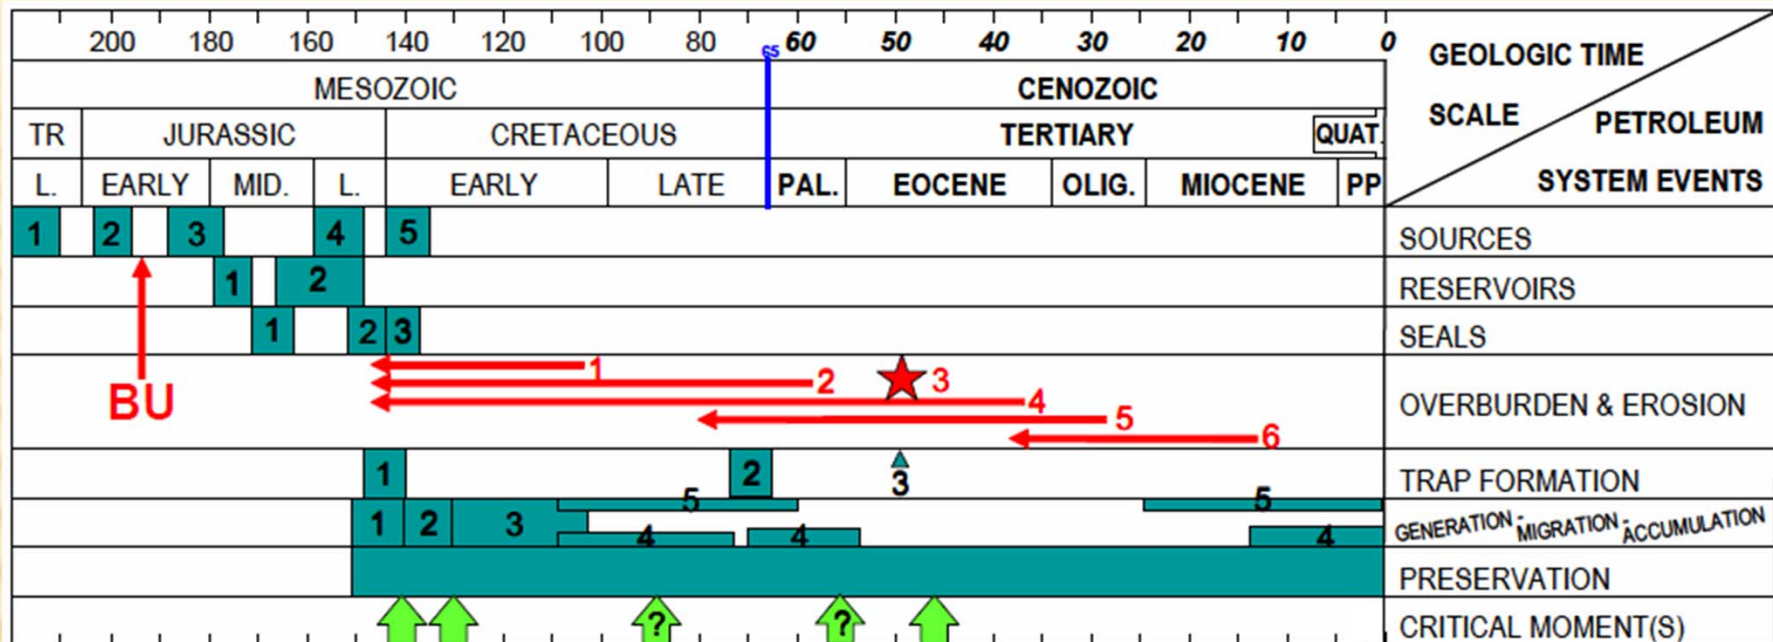 200 180 160 140 120 100 80 65 60 50 40 30 20 10 0
GEOLOGIC TIME
SCALE
PETROLEUM
SYSTEM EVENTS
MESOZOIC CENOZOIC
TR JURASSIC CRETACEOUS TERTIARY QUAT.
L. EARLY MID. L. EARLY LATE PAL. EOCENE OLIG. MIOCENE PP
1 2 3 4 5 SOURCES
1 2 RESERVOIRS
1 2 3 SEALS
BU
1
2 3
4
5
6
OVERBURDEN & EROSION
1 2 3 TRAP FORMATION
5 5
1 2 3 4 4 4 GENERATION - MIGRATION - ACCUMULATION
PRESERVATION
? ? CRITICAL MOMENT(S)